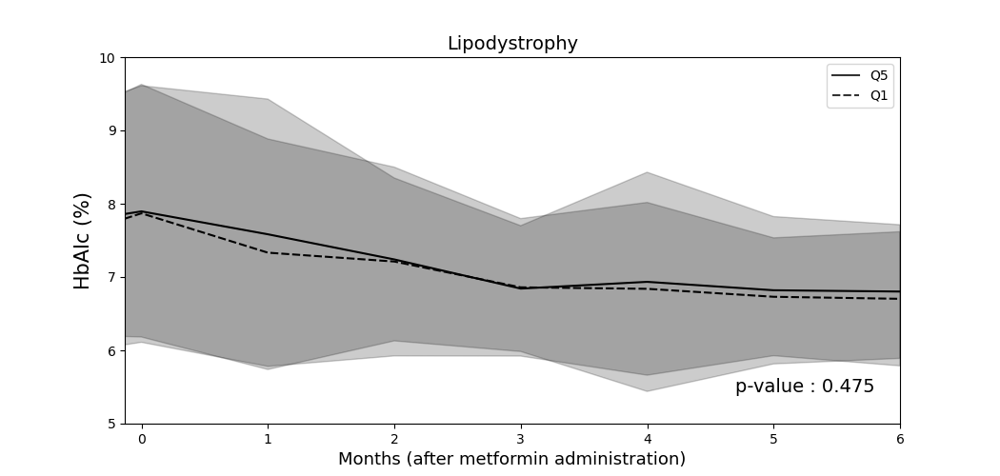 Lipodystrophy
10
9
8
7
6
5
HbAlc (%)
Q5
Q1
p-value : 0.475
0 1 2 3 4 5 6
Months (after metformin administration)